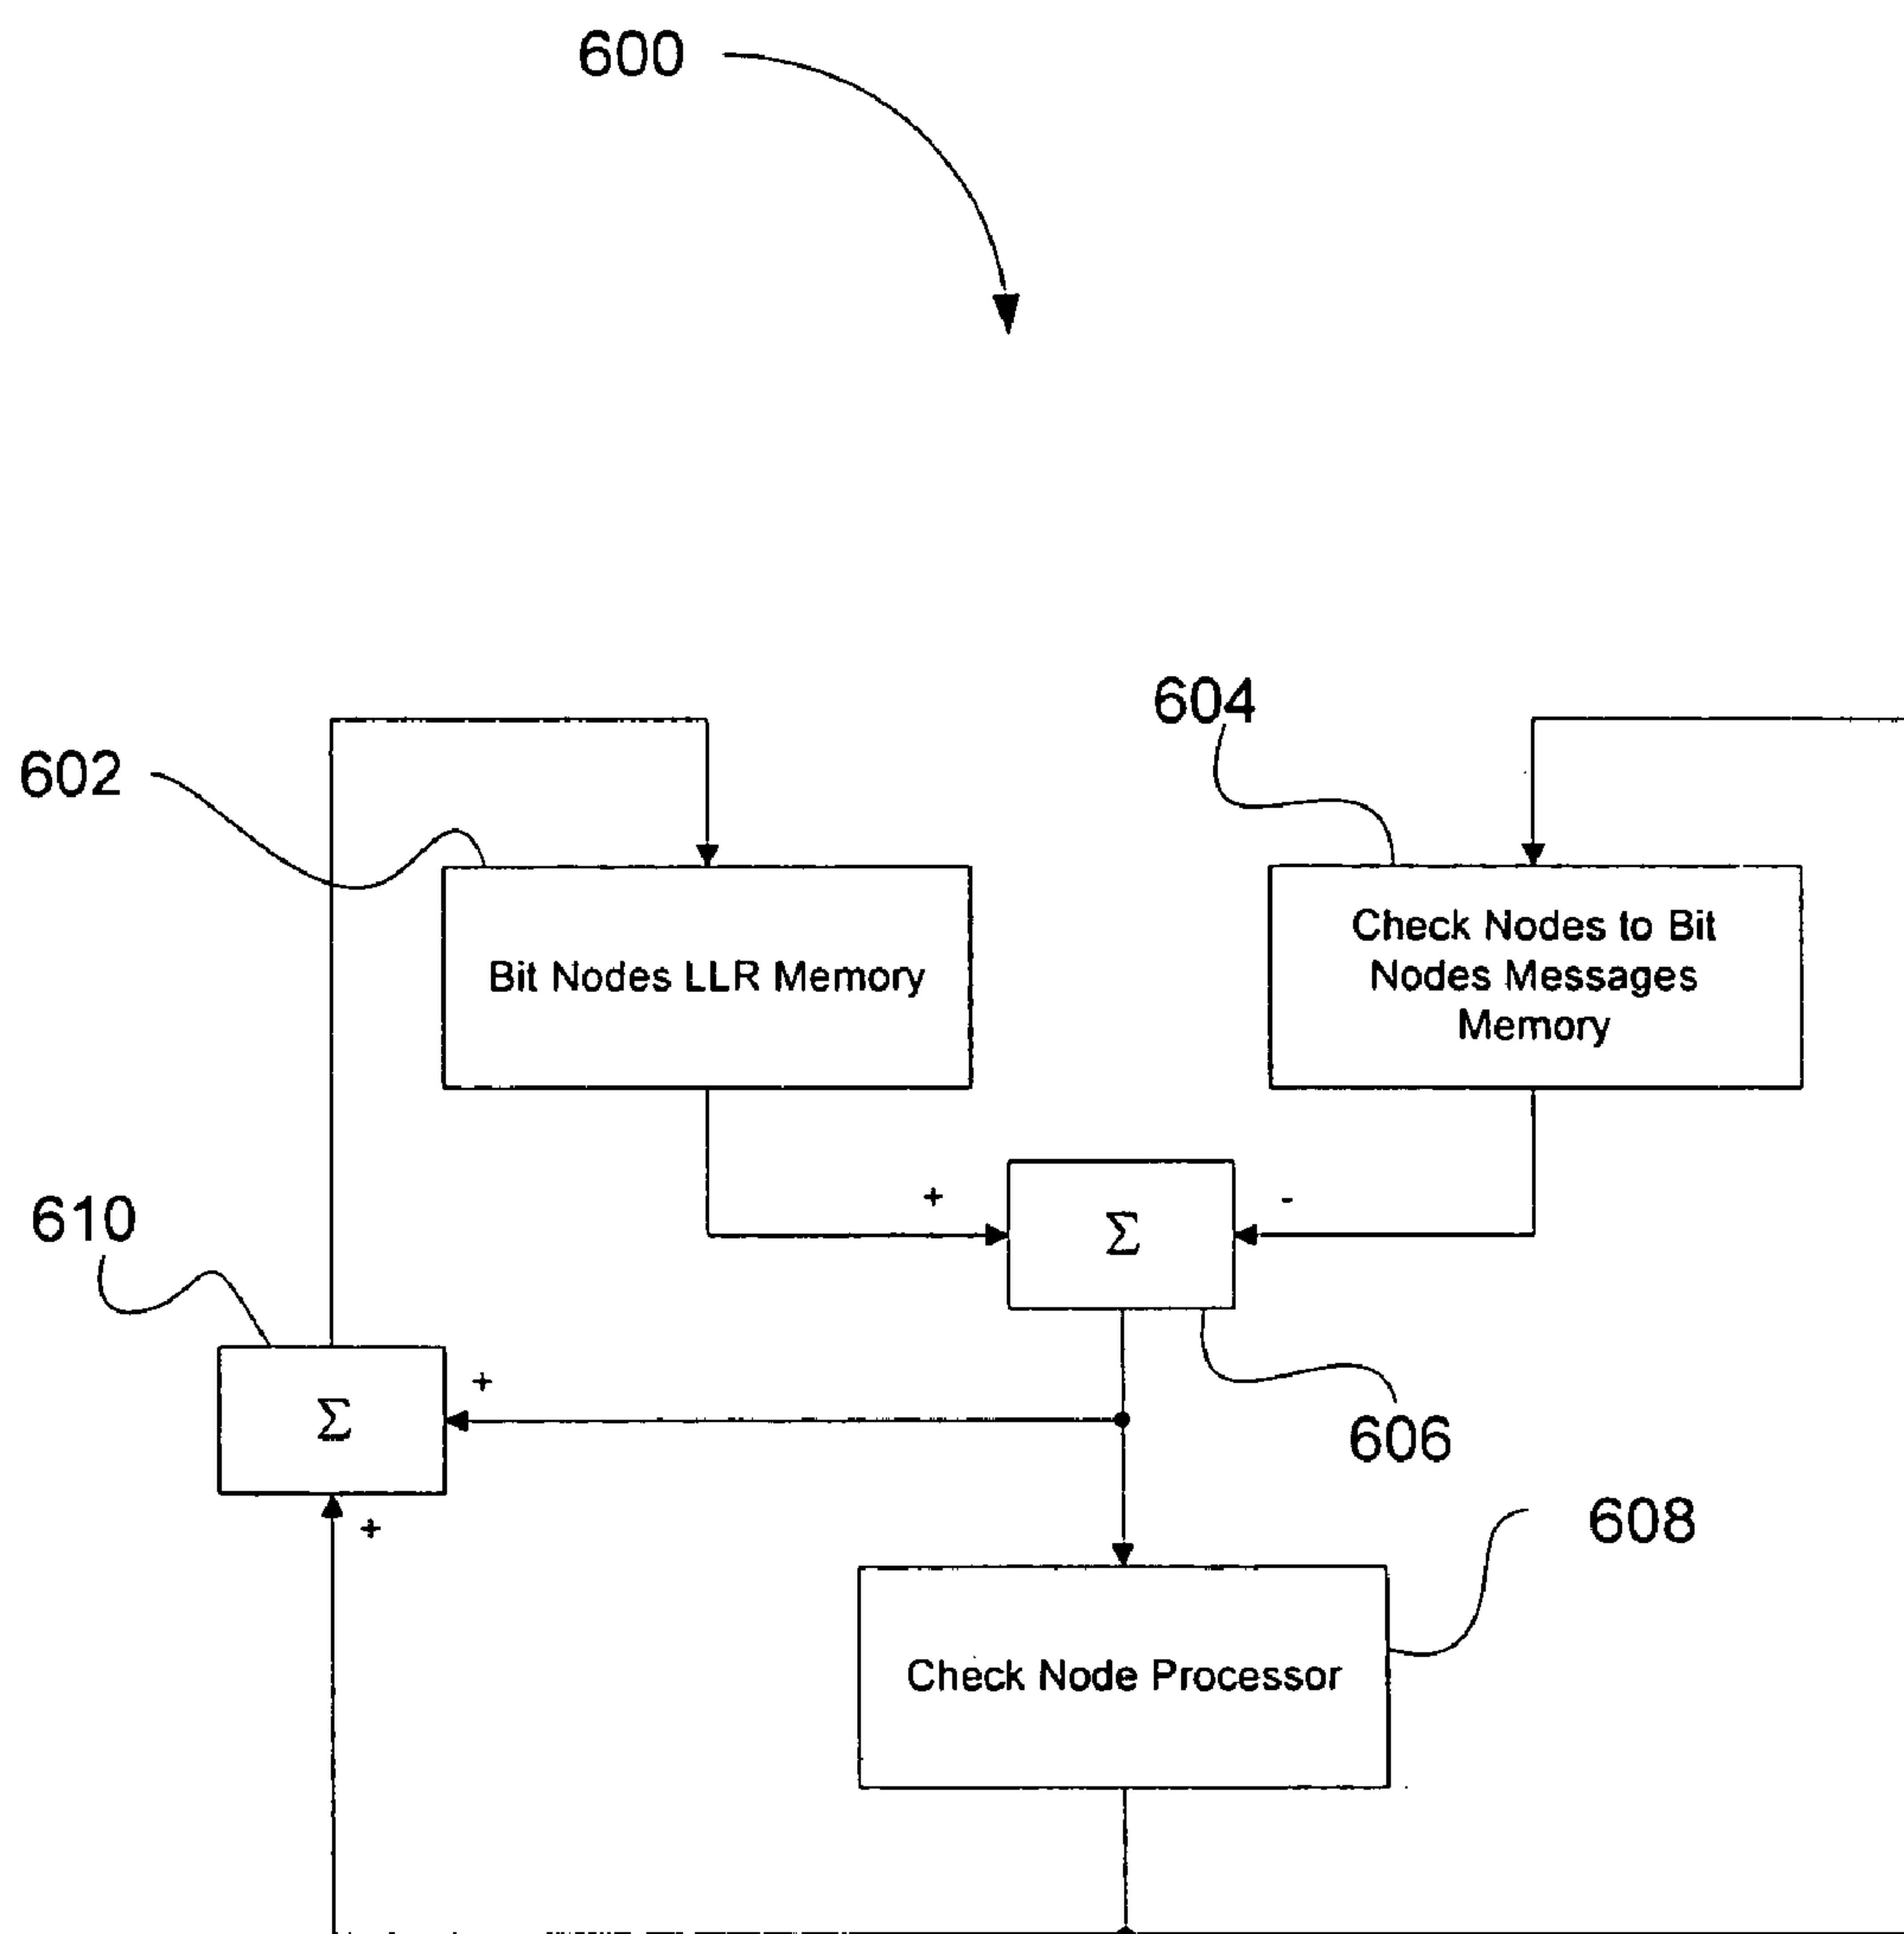 600
604
602
Check Nodes to Bit
Nodes Messages
Memory
Bit Nodes LLR Memory
+
-
Σ
610
+
Σ
606
+
608
Check Node Processor